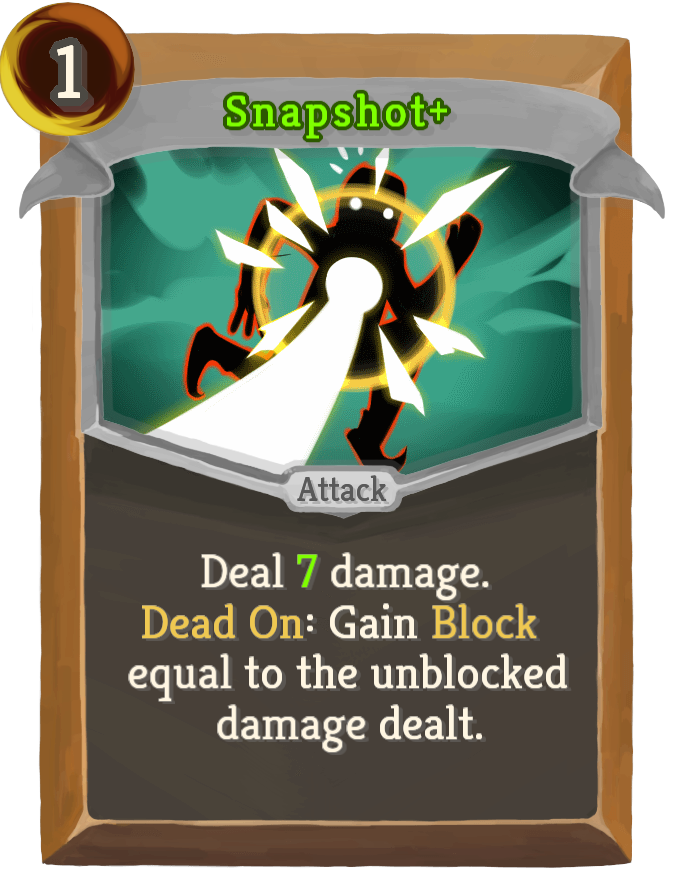 1
Snapshot+
Attack
Deal 7 damage.
Dead On: Gain Block
equal to the unblocked
damage dealt.